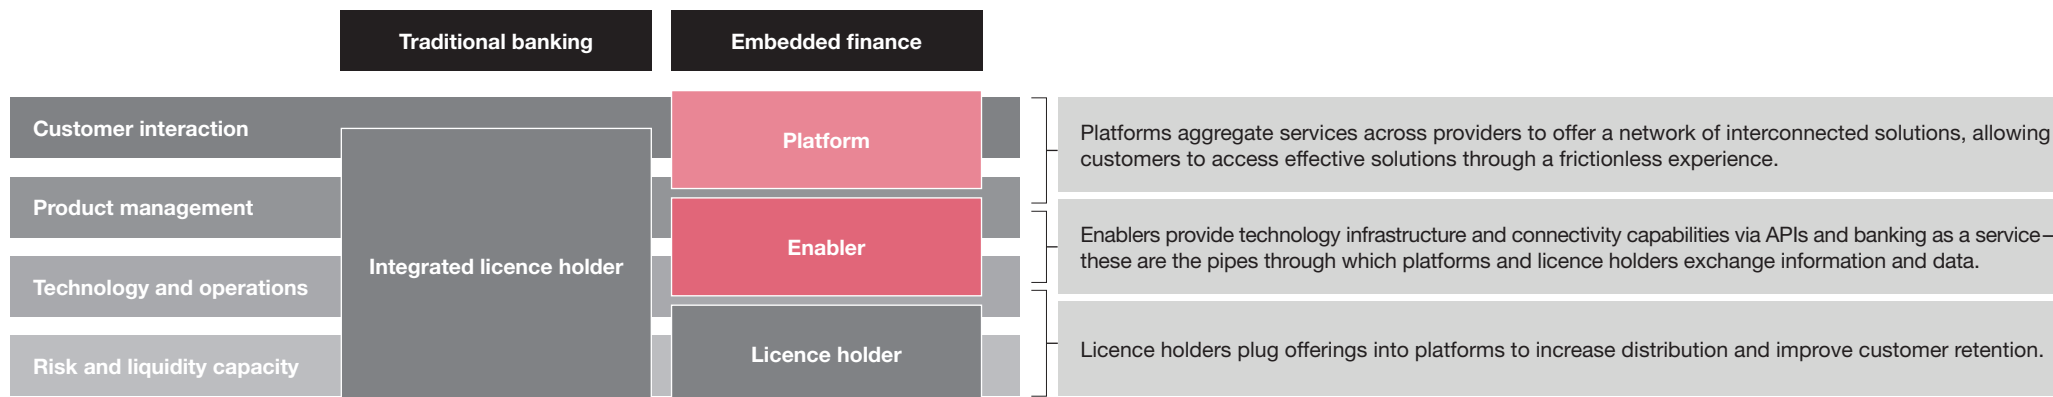 Traditional banking
Embedded finance
Customer interaction
Platform
Platforms aggregate services across providers to offer a network of interconnected solutions, allowing
customers to access effective solutions through a frictionless experience.
Product management
Integrated licence holder
Enabler
Enablers provide technology infrastructure and connectivity capabilities via APIs and banking as a service–
these are the pipes through which platforms and licence holders exchange information and data.
Technology and operations
Risk and liquidity capacity
Licence holder
Licence holders plug offerings into platforms to increase distribution and improve customer retention.